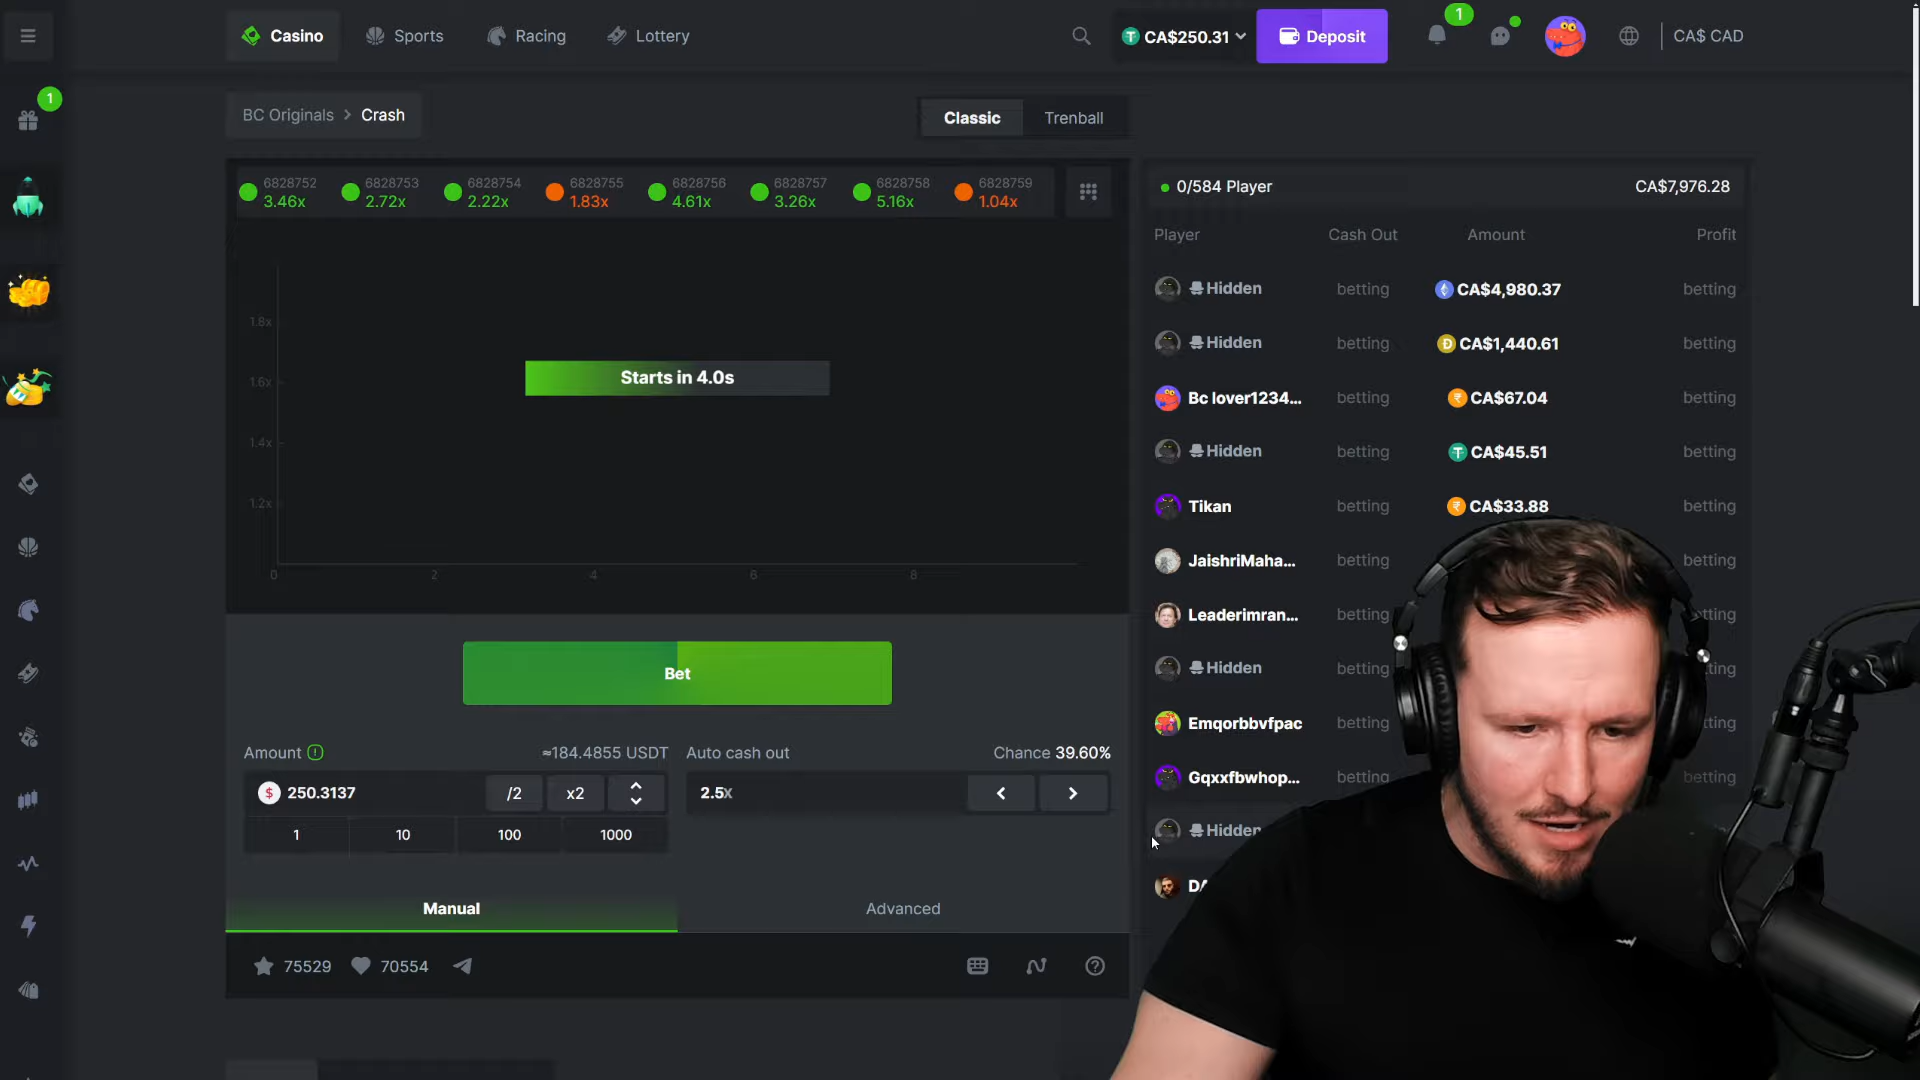 Casino
Sports
Racing
Lottery
CA$250.31
Deposit
1
CA$ CAD
1
BC Originals > Crash
Classic
Trenball
6828752
3.46x
6828753
2.72x
6828754
2.22x
6828755
1.83x
6828756
4.61x
6828757
3.26x
6828758
5.16x
6828759
1.04x
1.8x
1.6x
1.4x
1.2x
0
2
4
6
8
Starts in 4.0s
Bet
Amount
≈184.4855 USDT
250.3137
/2
x2
1
10
100
1000
Auto cash out
Chance 39.60%
2.5x
Manual
Advanced
75529
70554
0/584 Player
CA$7,976.28
Player Cash Out Amount Profit
Hidden betting CA$4,980.37 betting
Hidden betting CA$1,440.61 betting
Bc lover1234... betting CA$67.04 betting
Hidden betting CA$45.51 betting
Tikan betting CA$33.88 betting
JaishriMaha... betting betting
Leaderimran... betting tting
Hidden betting tting
Emqorbbvfpac betting tting
Gqxxfbwhop... betting betting
Hidden